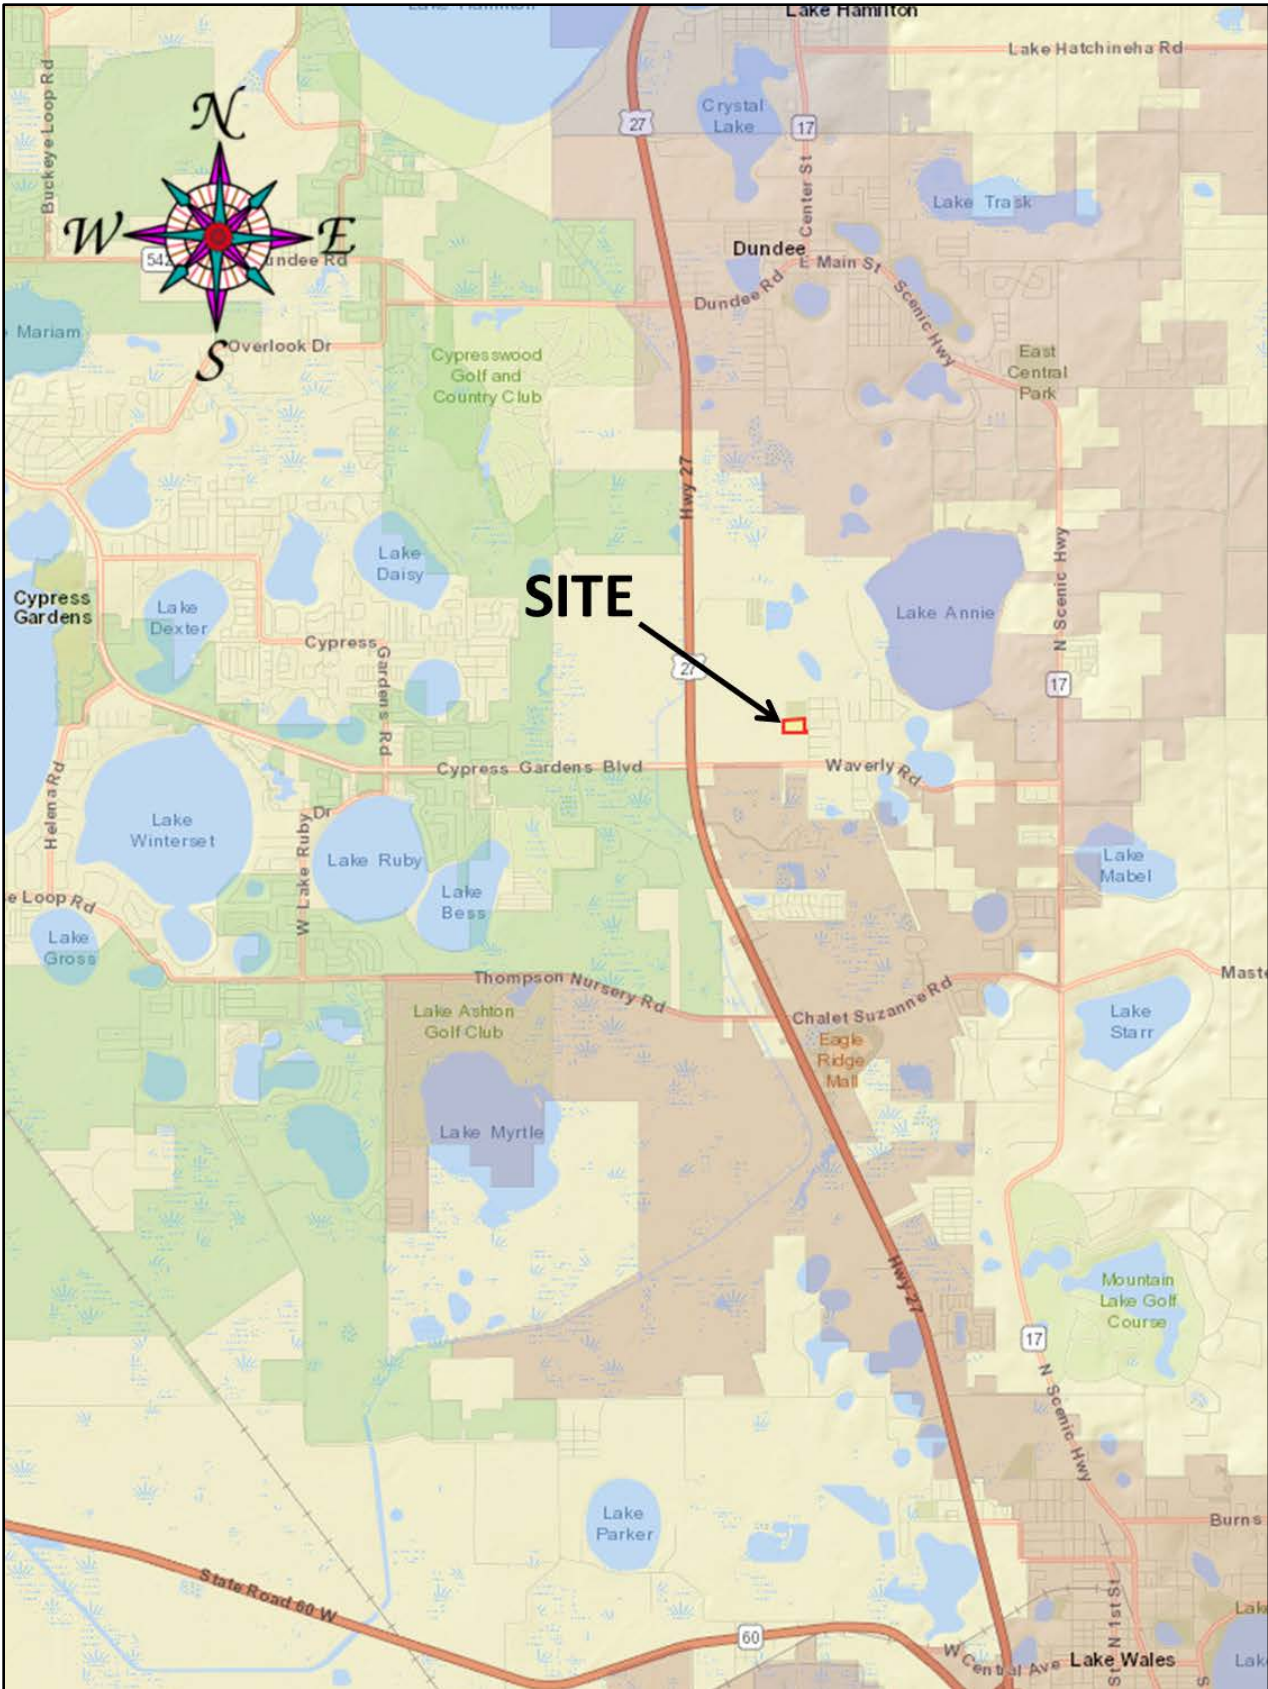 Lake Hamilton
Lake Hamilton
Lake Hatchineha Rd
Buckeye Loop Rd
27
Crystal
Lake
17
Center St
Lake Trask
N
W
E
S
Dundee
E Main St
542
Dundee Rd
Dundee Rd
Scenic Hwy
Mariam
Overlook Dr
Cypresswood
Golf and
Country Club
East
Central
Park
Hwy 27
N Scenic Hwy
Lake
Daisy
SITE
Cypress
Gardens
Lake
Dexter
Lake Annie
Cypress
Gardens Rd
27
17
Cypress Gardens Blvd
Waverly Rd
Helena Rd
Lake
Winterset
W Lake Ruby
Dr
Lake Ruby
Lake
Mabel
Lake
Bess
e Loop Rd
Lake
Gross
Thompson Nursery Rd
Maste
Chalet Suzanne Rd
Lake Ashton
Golf Club
Lake
Starr
Eagle
Ridge
Mall
Lake Myrtle
Hwy 27
Mountain
Lake Golf
Course
17
N Scenic Hwy
Lake
Parker
Burns
State Road 60 W
60
N 1st St
St
S
Lak
W Central Ave
Lake Wales
Lak